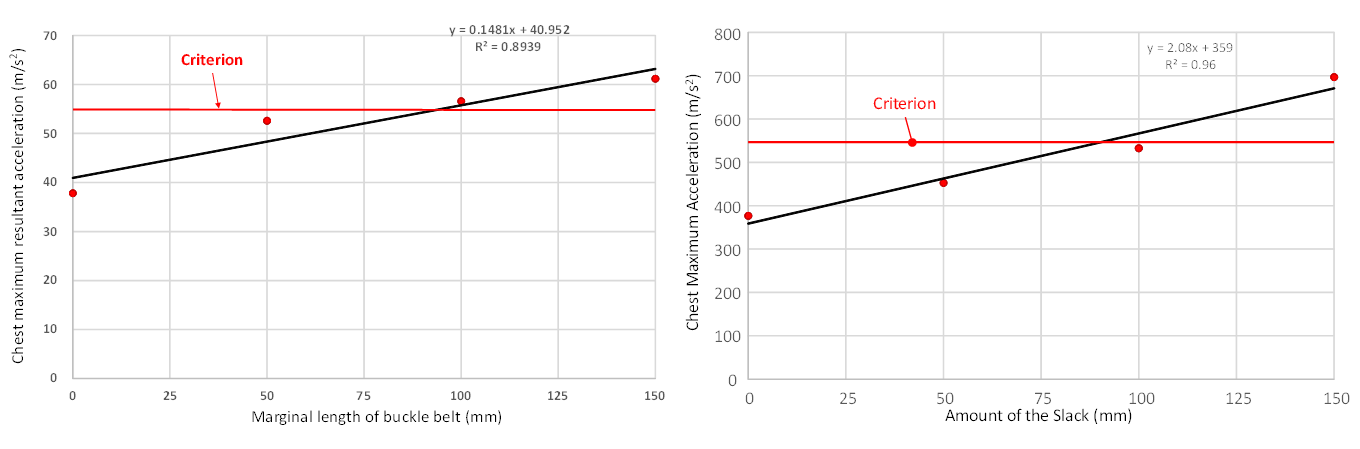 y = 0.1481x + 40.952
R² = 0.8939
Criterion
Chest maximum resultant acceleration (m/s²)
70
60
50
40
30
20
10
0
0 25 50 75 100 125 150
Marginal length of buckle belt (mm)
y = 2.08x + 359
R² = 0.96
Criterion
Chest Maximum Acceleration (m/s²)
800
700
600
500
400
300
200
100
0
0 25 50 75 100 125 150
Amount of the Slack (mm)